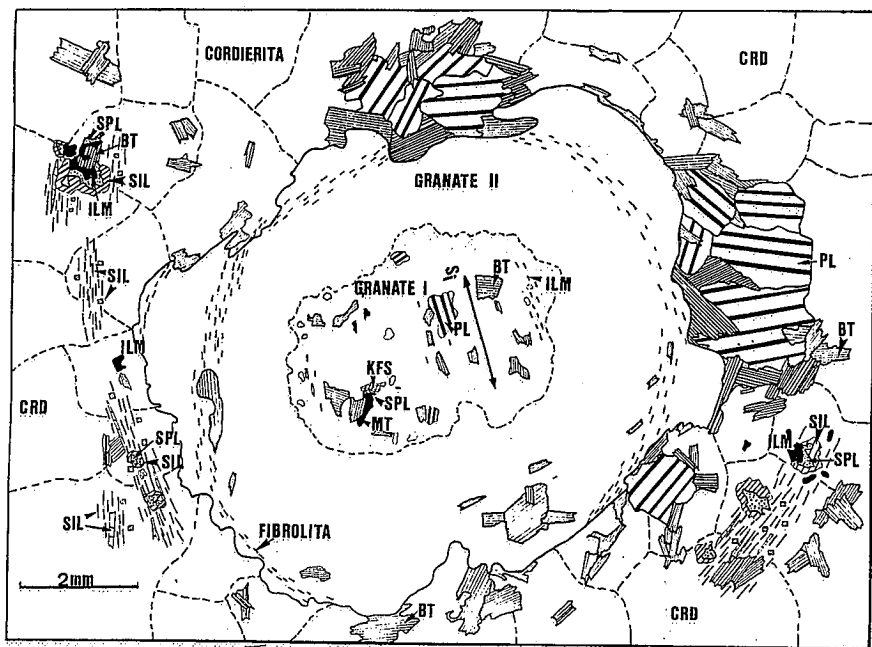 CORDIERITA
CRD
SPL
BT
SIL
ILM
GRANATE II
SIL
PL
BT
ILM
GRANATE I
S1
PL
BT
ILM
KFS
SPL
MT
CRD
SPL
SIL
SIL
ILM
SIL
SPL
FIBROLITA
2mm
BT
CRD